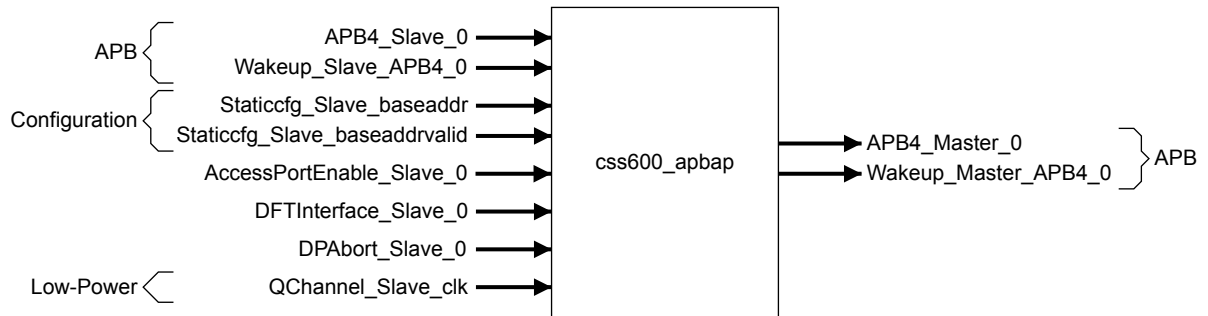 APB
APB4_Slave_0
Wakeup_Slave_APB4_0
Configuration
Staticcfg_Slave_baseaddr
Staticcfg_Slave_baseaddrvalid
AccessPortEnable_Slave_0
DFTInterface_Slave_0
DPAbort_Slave_0
Low-Power
QChannel_Slave_clk
css600_apbap
APB4_Master_0
Wakeup_Master_APB4_0
APB